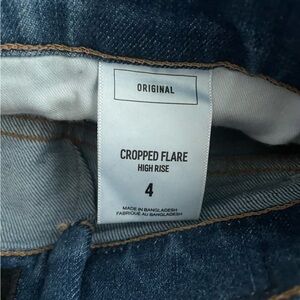 ORIGINAL
CROPPED FLARE
HIGH RISE
4
MADE IN BANGLADESH
FABRIQUÉ AU BANGLADESH